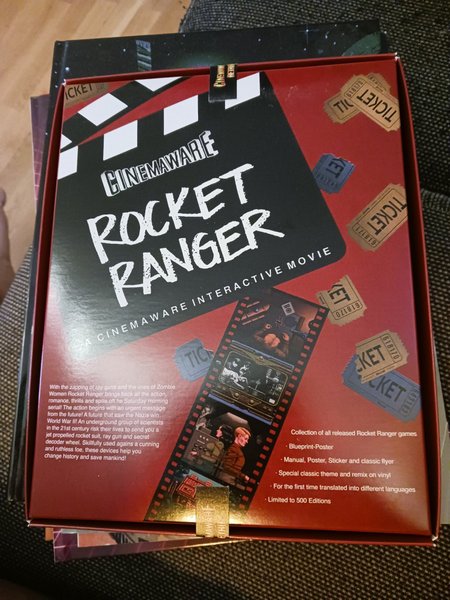 TICKET
CINEMAWARE
ROCKET
RANGER
A CINEMAWARE INTERACTIVE MOVIE
TICKET
TICKET
KET
KET
TIC
With the zapping of ray guns and the cries of Zombie
Women Rocket Ranger brings back all the action,
romance, thrills and spills of the Saturday morning
serial! The action begins with an urgent message
from the future! A future that saw the Nazis win
World War II! An underground group of scientists
in the 21st century risk their lives to send you a
jet propelled rocket suit, ray gun and secret
decoder wheel. Skillfully used against a cunning
and ruthless foe, these devices help you
change history and save mankind!
Collection of all released Rocket Ranger games
· Blueprint-Poster
· Manual, Poster, Sticker and classic flyer
· Special classic theme and remix on vinyl
· For the first time translated into different languages
· Limited to 500 Editions